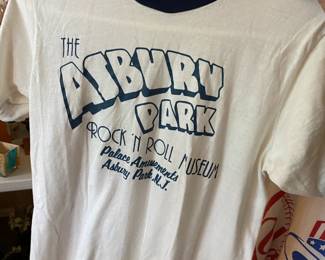 THE
ASBURY
PARK
ROCK 'N ROLL MUSEUM
Palace Amusements
Asbury Park N.J.